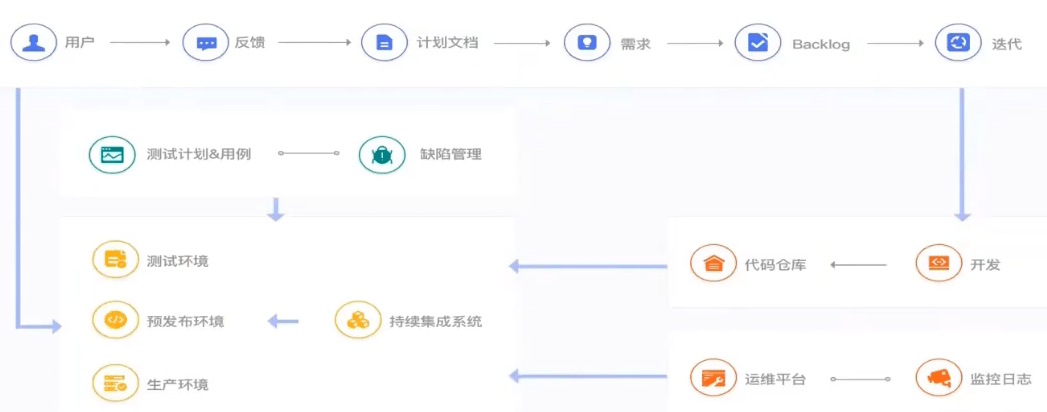 用户 反馈 计划文档 需求 Backlog 迭代
测试计划&用例 缺陷管理
测试环境 代码仓库 开发
预发布环境 持续集成系统
生产环境 运维平台 监控日志